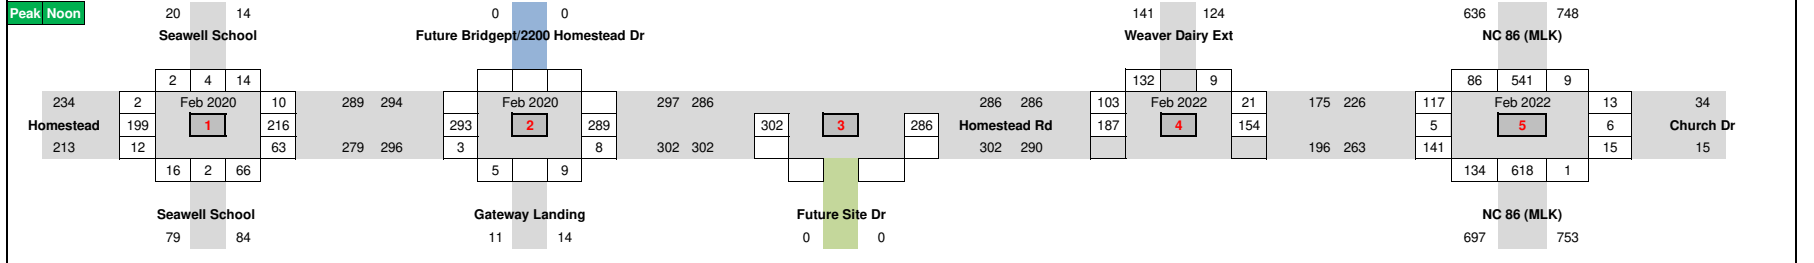 Peak Noon
20 14 0 0 141 124 636 748
Seawell School Future Bridgept/2200 Homestead Dr Weaver Dairy Ext NC 86 (MLK)
2 4 14 132 9 86 541 9
234 2 Feb 2020 10 289 294 Feb 2020 297 286 286 286 103 Feb 2022 21 175 226 117 Feb 2022 13 34
Homestead 199 1 216 293 2 289 302 3 286 Homestead Rd 187 4 154 5 5 6 Church Dr
213 12 63 279 296 3 8 302 302 302 290 196 263 141 15 15
16 2 66 5 9 134 618 1
Seawell School Gateway Landing Future Site Dr NC 86 (MLK)
79 84 11 14 0 0 697 753